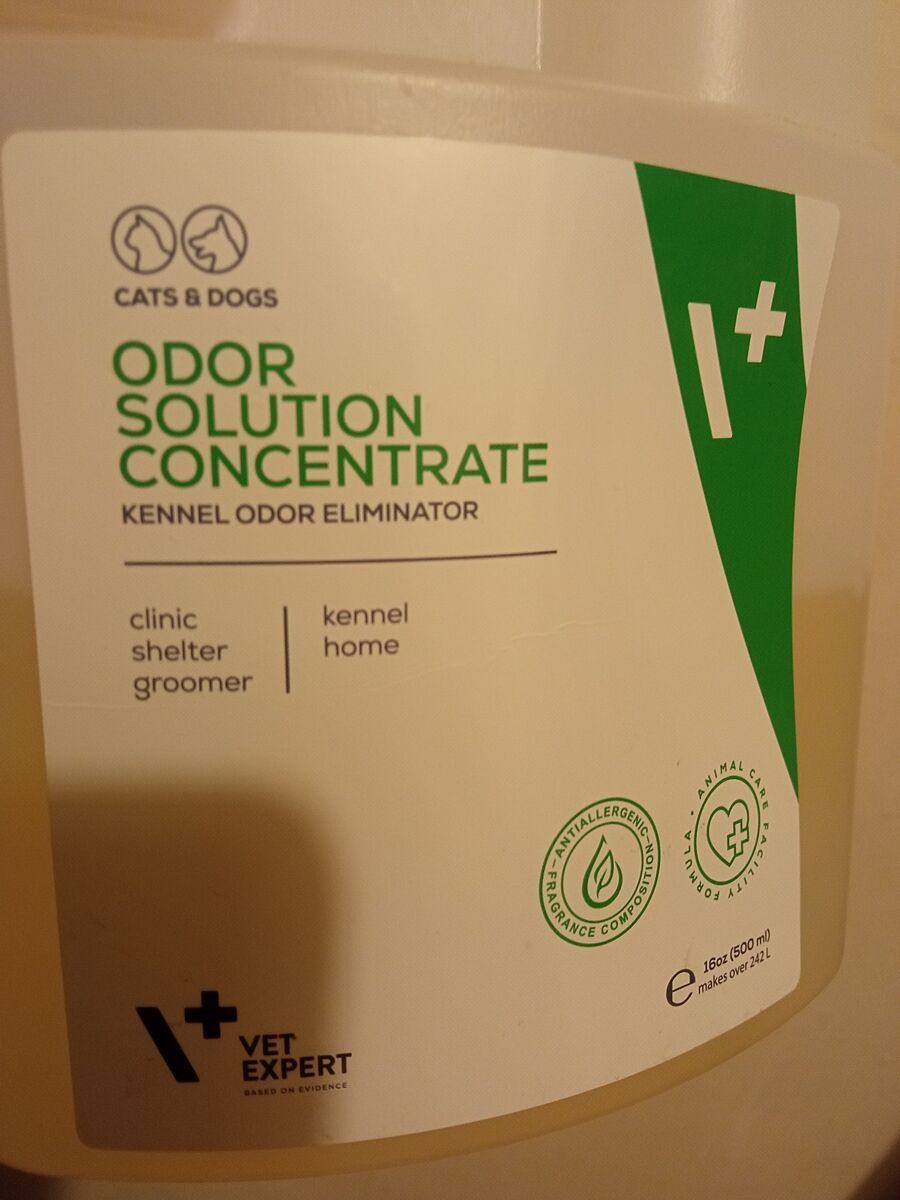 CATS & DOGS
ODOR
SOLUTION
CONCENTRATE
KENNEL ODOR ELIMINATOR
clinic
shelter
groomer
kennel
home
ANTIALLERGENIC
FRAGRANCE COMPOSITION
ANIMAL CARE FACILITY FORMULA
16oz (500 ml)
e makes over 242 L
V+
VET
EXPERT
BASED ON EVIDENCE
V+